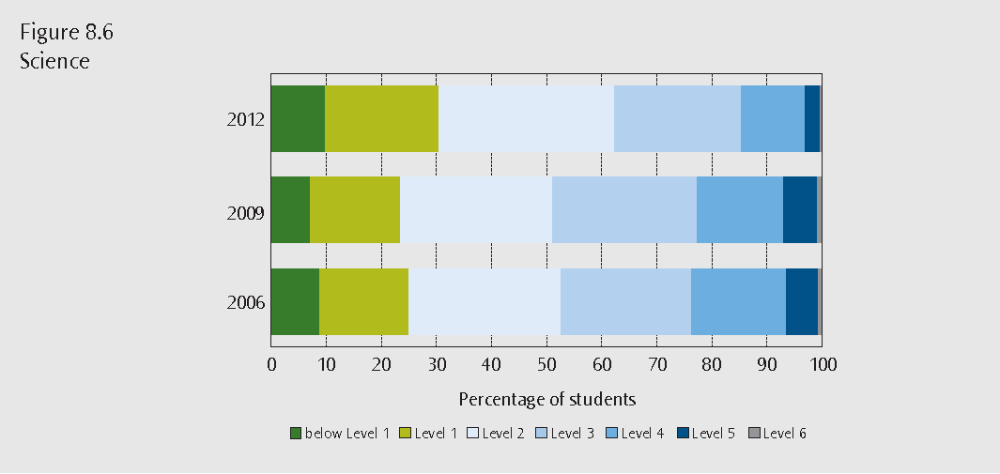 Figure 8.6
Science
2012
2009
2006
0 10 20 30 40 50 60 70 80 90 100
Percentage of students
below Level 1 Level 1 Level 2 Level 3 Level 4 Level 5 Level 6